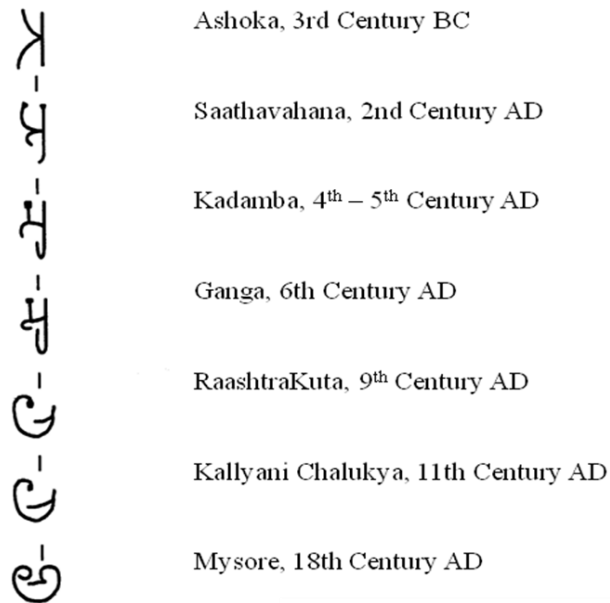 Ashoka, 3rd Century BC
Saathavahana, 2nd Century AD
Kadamba, 4th – 5th Century AD
Ganga, 6th Century AD
RaashtraKuta, 9th Century AD
Kallyani Chalukya, 11th Century AD
Mysore, 18th Century AD